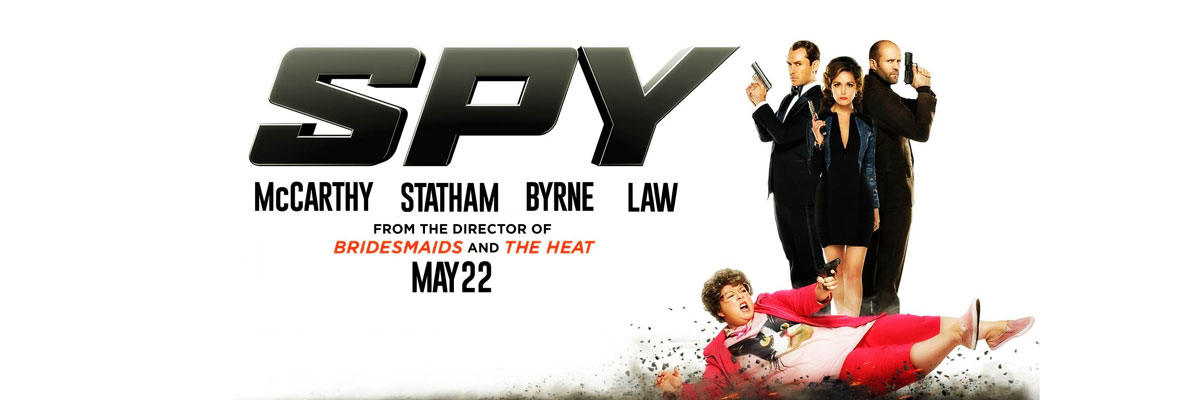 SPY
McCARTHY STATHAM BYRNE LAW
FROM THE DIRECTOR OF
BRIDESMAIDS AND THE HEAT
MAY 22